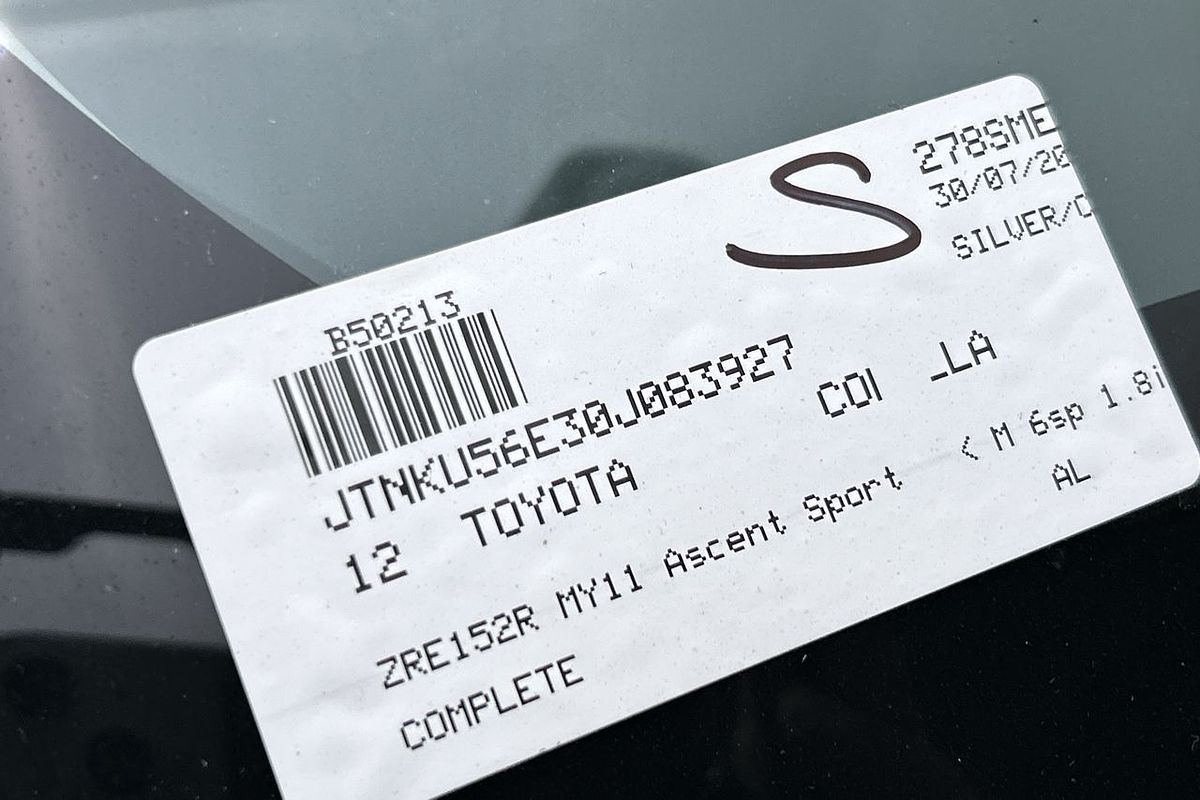 S
278SME
30/07/20
SILVER/C
B50213
JTNKU56E30J083927
12 TOYOTA
ZRE152R MY11 Ascent Sport < M 6sp 1.8i
COMPLETE AL